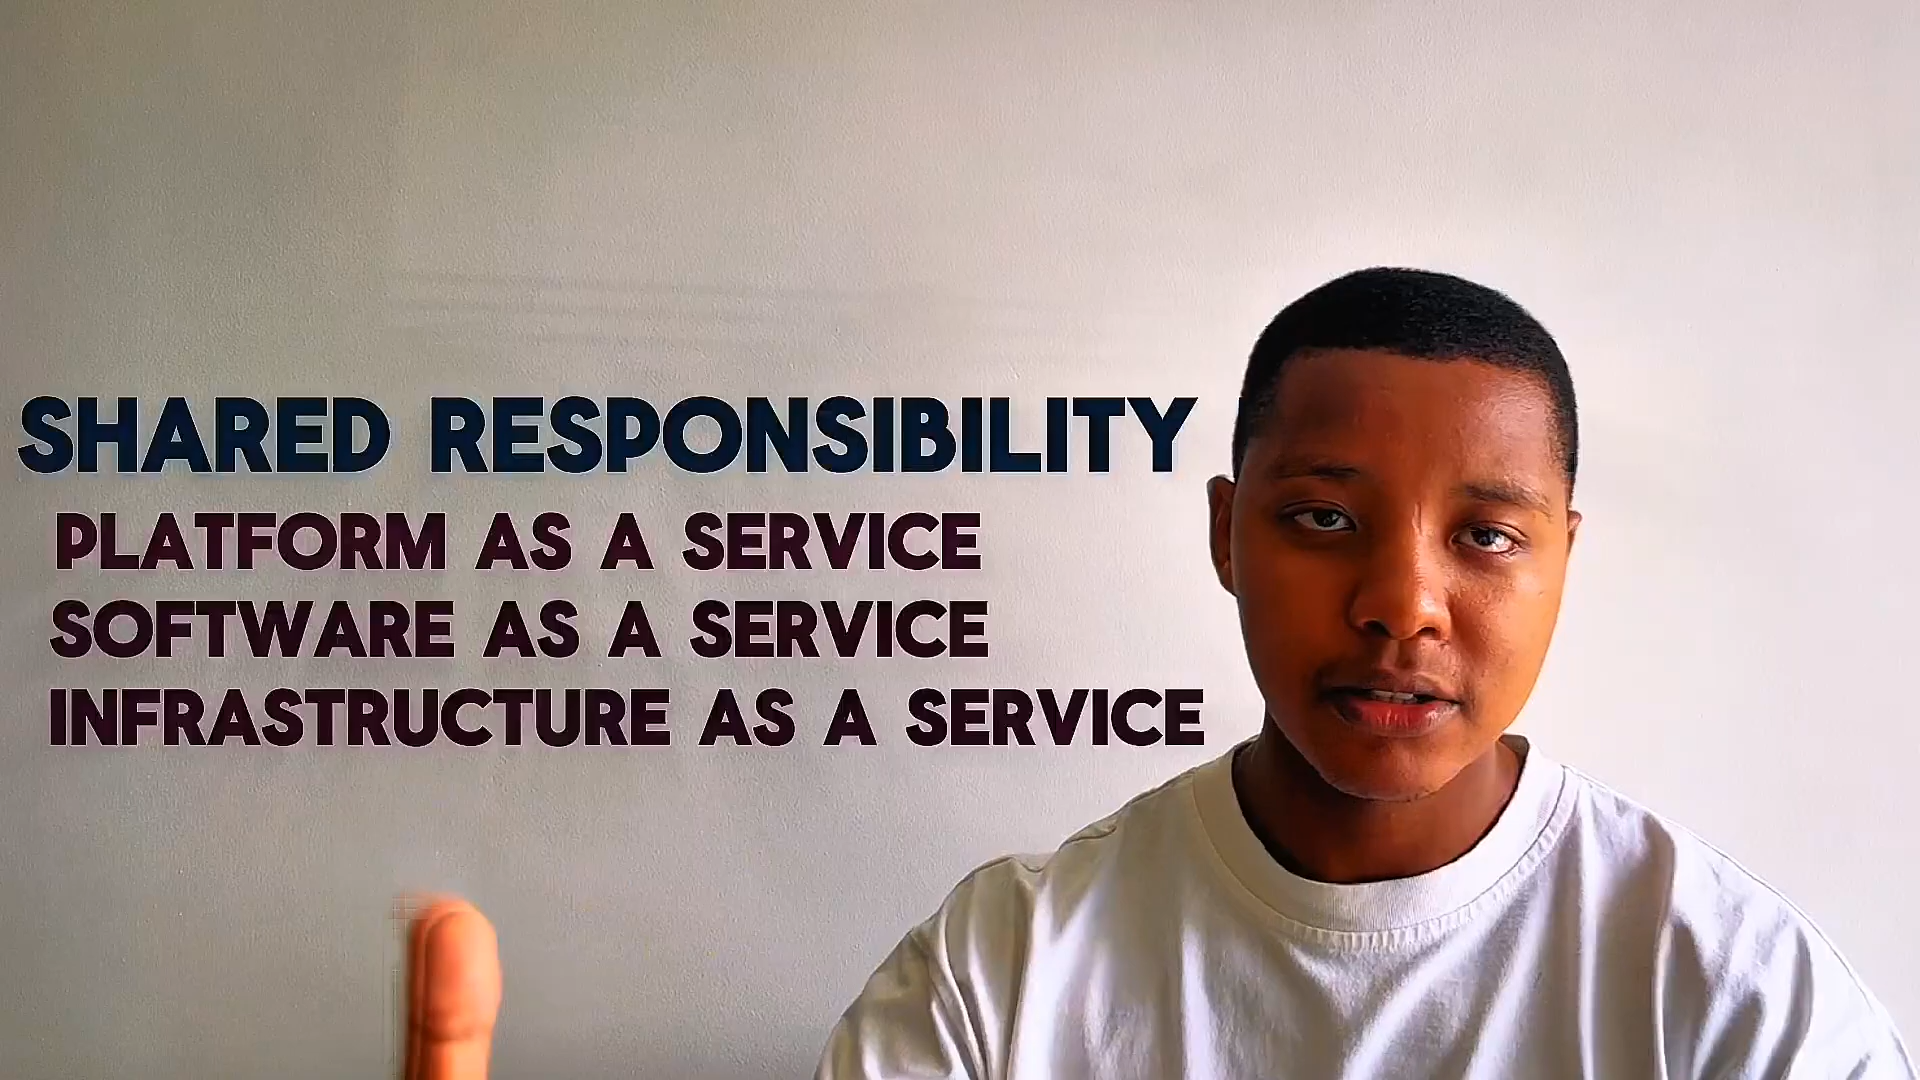 SHARED RESPONSIBILITY
PLATFORM AS A SERVICE
SOFTWARE AS A SERVICE
INFRASTRUCTURE AS A SERVICE